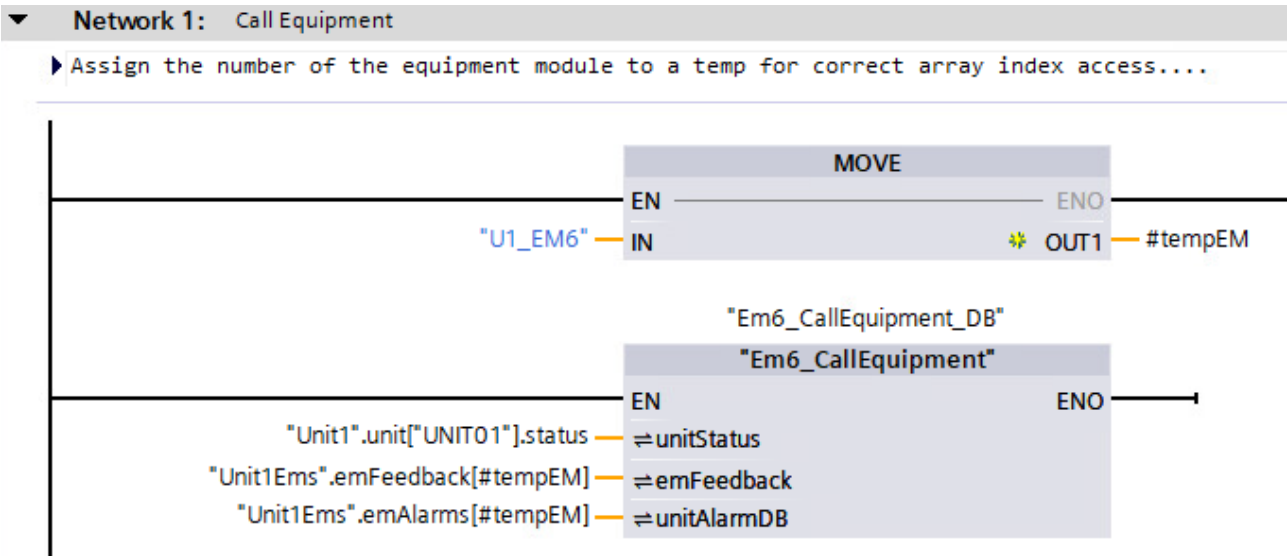 Network 1: Call Equipment
Assign the number of the equipment module to a temp for correct array index access....
MOVE
EN ENO
"U1_EM6" IN OUT1 #tempEM
"Em6_CallEquipment_DB"
"Em6_CallEquipment"
EN ENO
"Unit1".unit["UNIT01"].status ⇌unitStatus
"Unit1Ems".emFeedback[#tempEM] ⇌emFeedback
"Unit1Ems".emAlarms[#tempEM] ⇌unitAlarmDB